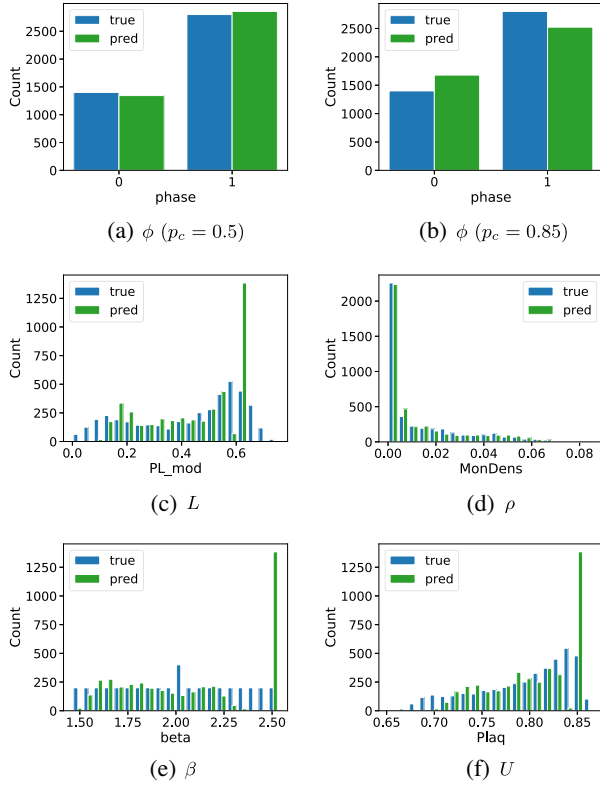 2500
2000
1500
1000
500
0
Count
true
pred
0
1
phase
(a) ϕ (p_c = 0.5)
2500
2000
1500
1000
500
0
Count
true
pred
0
1
phase
(b) ϕ (p_c = 0.85)
1250
1000
750
500
250
0
Count
true
pred
0.0
0.2
0.4
0.6
PL_mod
(c) L
2000
1500
1000
500
0
Count
true
pred
0.00
0.02
0.04
0.06
0.08
MonDens
(d) ρ
1250
1000
750
500
250
0
Count
true
pred
1.50
1.75
2.00
2.25
2.50
beta
(e) β
1250
1000
750
500
250
0
Count
true
pred
0.65
0.70
0.75
0.80
0.85
Plaq
(f) U